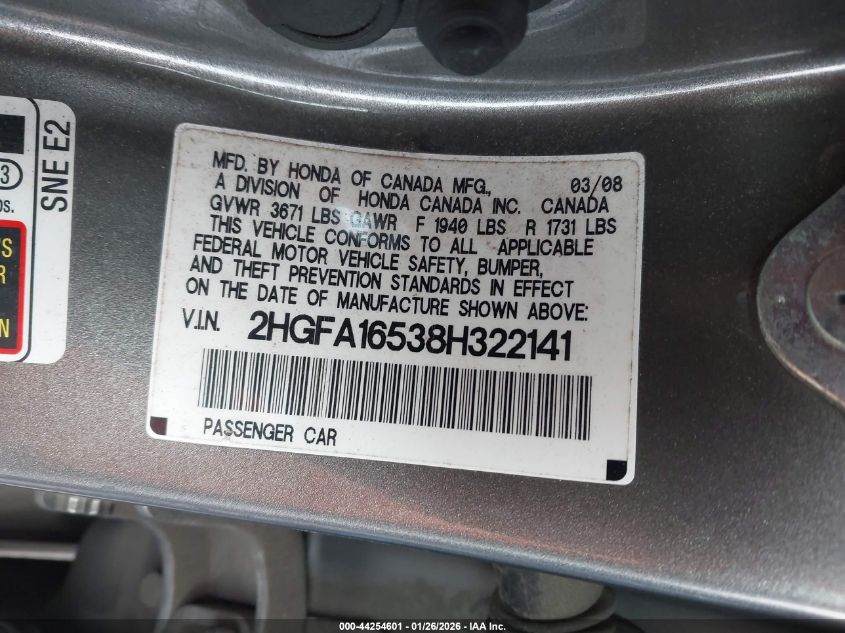 SNE E2
3
os.
S
R
N
MFD. BY HONDA OF CANADA MFG., 03/08
A DIVISION OF HONDA CANADA INC. CANADA
GVWR 3671 LBS GAWR F 1940 LBS R 1731 LBS
THIS VEHICLE CONFORMS TO ALL APPLICABLE
FEDERAL MOTOR VEHICLE SAFETY, BUMPER,
AND THEFT PREVENTION STANDARDS IN EFFECT
ON THE DATE OF MANUFACTURE SHOWN ABOVE:
V.I.N. 2HGFA16538H322141
PASSENGER CAR
000-44254601 - 01/26/2026 - IAA Inc.